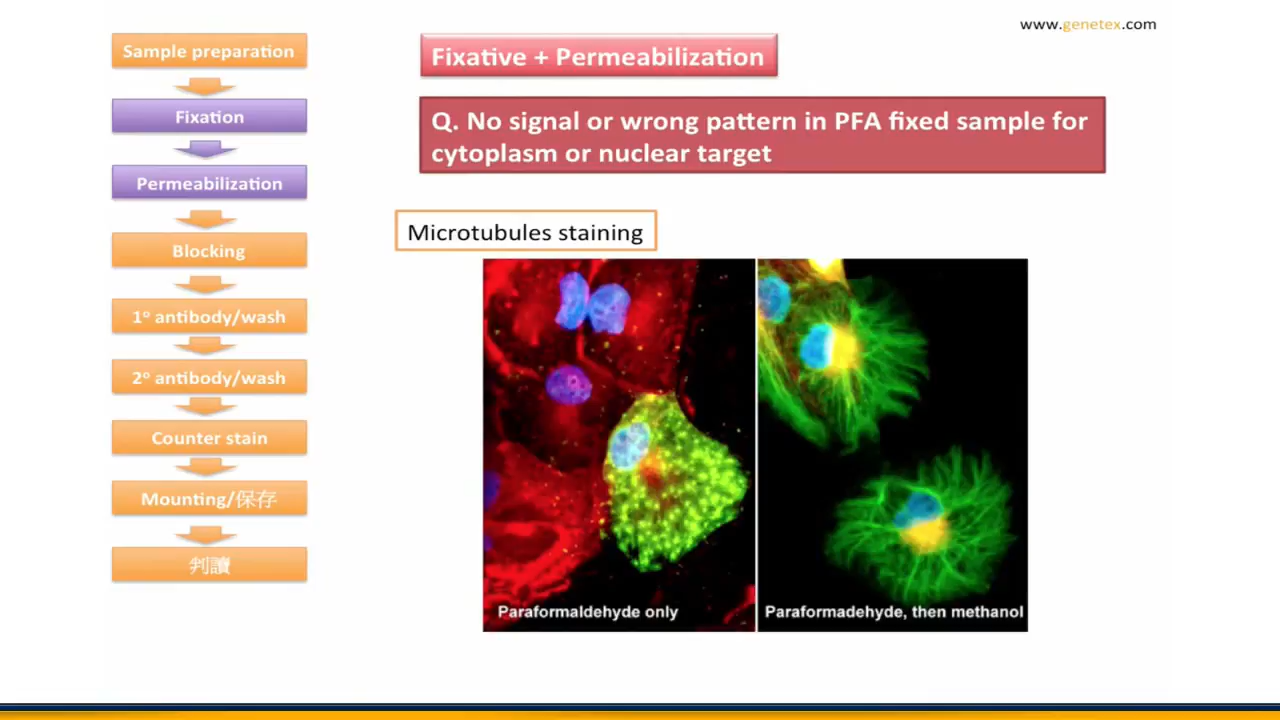 www.genetex.com
Sample preparation
Fixation
Permeabilization
Blocking
1º antibody/wash
2º antibody/wash
Counter stain
Mounting/保存
判讀
Fixative + Permeabilization
Q. No signal or wrong pattern in PFA fixed sample for
cytoplasm or nuclear target
Microtubules staining
Paraformaldehyde only
Paraformadehyde, then methanol